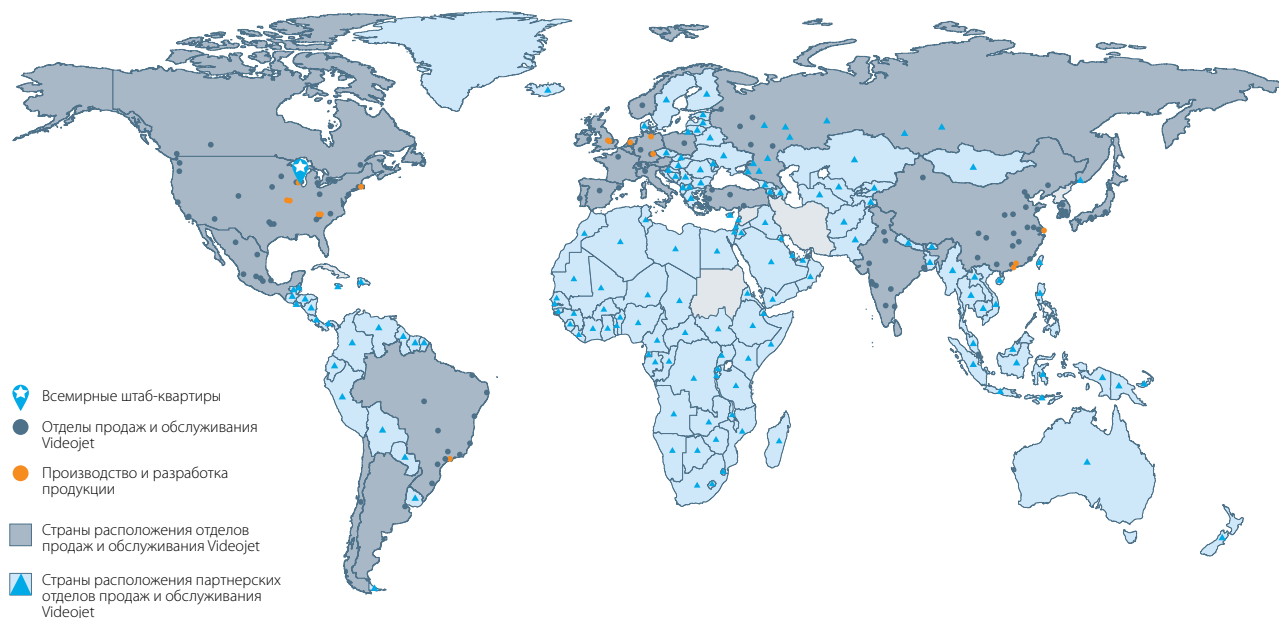 Всемирные штаб-квартиры
Отделы продаж и обслуживания
Videojet
Производство и разработка
продукции
Страны расположения отделов
продаж и обслуживания Videojet
Страны расположения партнерских
отделов продаж и обслуживания
Videojet